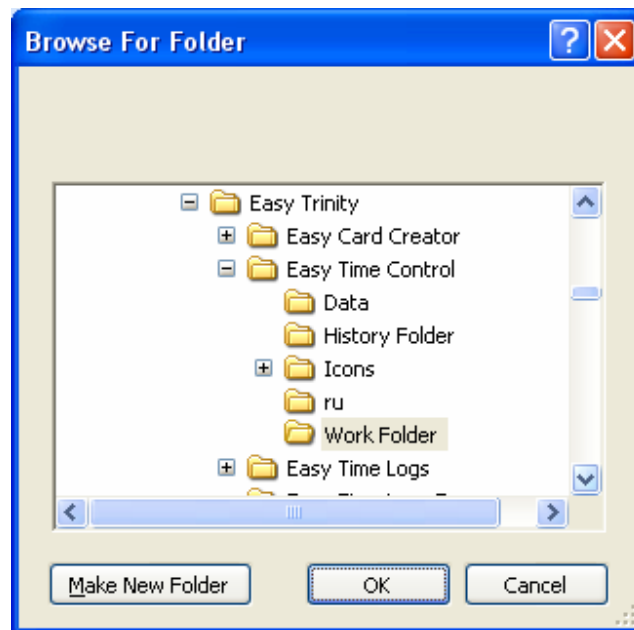 Browse For Folder
Easy Trinity
Easy Card Creator
Easy Time Control
Data
History Folder
Icons
ru
Work Folder
Easy Time Logs
Make New Folder OK Cancel